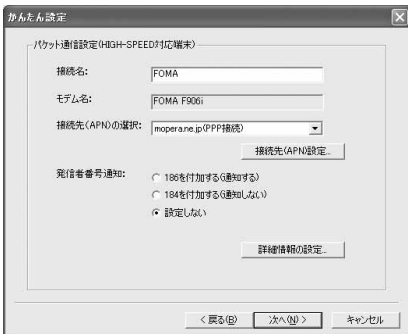 かんたん設定
パケット通信設定(HIGH-SPEED対応端末)
接続名:
FOMA
モデム名:
FOMA F906i
接続先(APN)の選択:
mopera.ne.jp(PPP接続)
接続先(APN)設定...
発信者番号通知:
186を付加する(通知する)
184を付加する(通知しない)
設定しない
詳細情報の設定...
< 戻る(B)
次へ(N) >
キャンセル